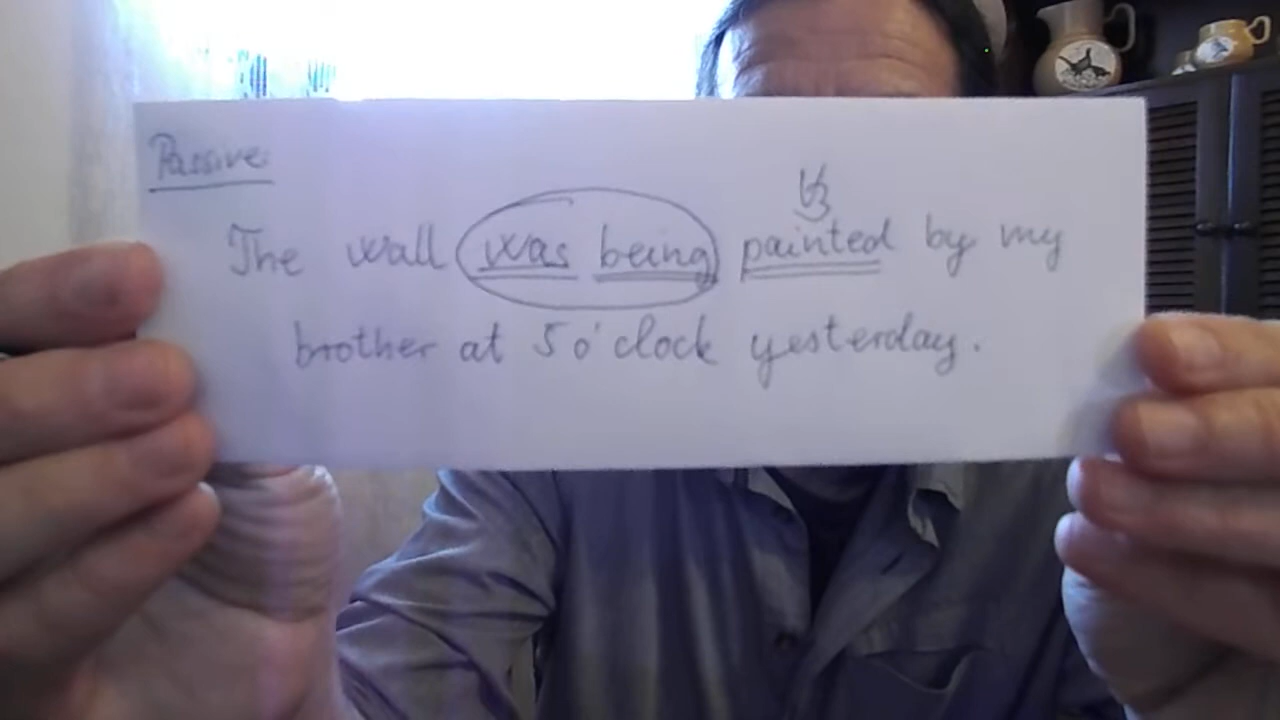 Passive:
V3
The wall was being painted by my
brother at 5 o'clock yesterday.